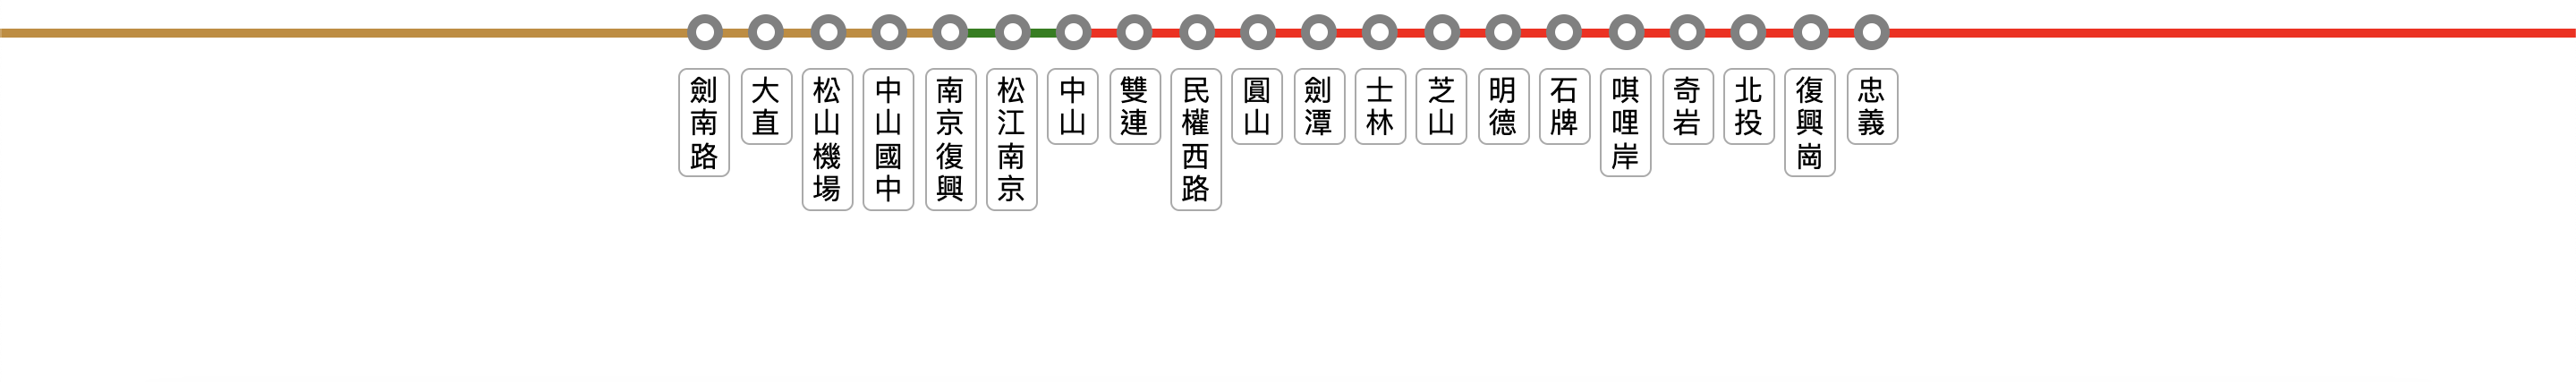 劍南路
大直
松山機場
中山國中
南京復興
松江南京
中山
雙連
民權西路
圓山
劍潭
士林
芝山
明德
石牌
唭哩岸
奇岩
北投
復興崗
忠義